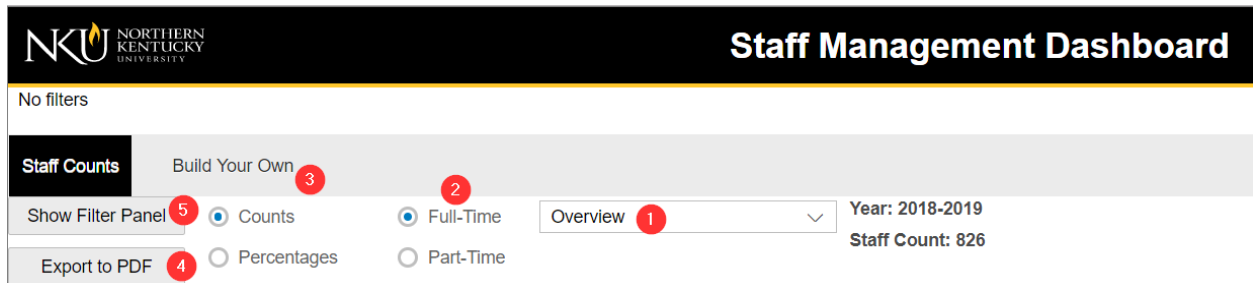 NKU NORTHERN
KENTUCKY
UNIVERSITY
Staff Management Dashboard
No filters
Staff Counts Build Your Own 3
2
Show Filter Panel 5 Counts Full-Time Overview 1 Year: 2018-2019
Staff Count: 826
Export to PDF 4 Percentages Part-Time